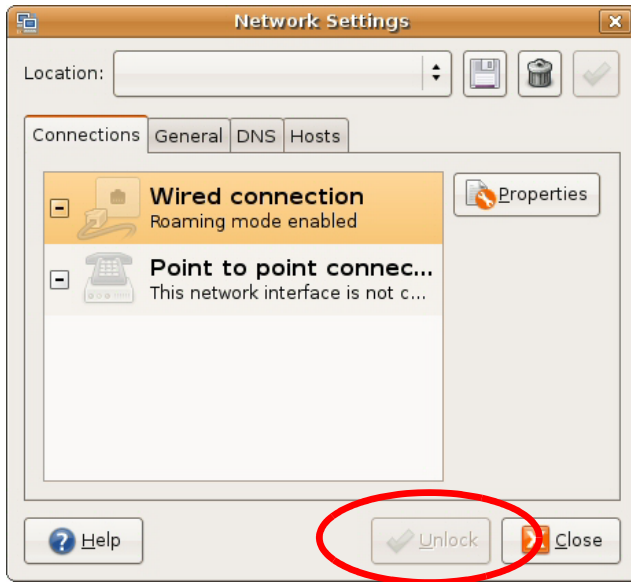 Network Settings
Location:
Connections General DNS Hosts
Wired connection
Roaming mode enabled
Properties
Point to point connec...
This network interface is not c...
Help Unlock Close